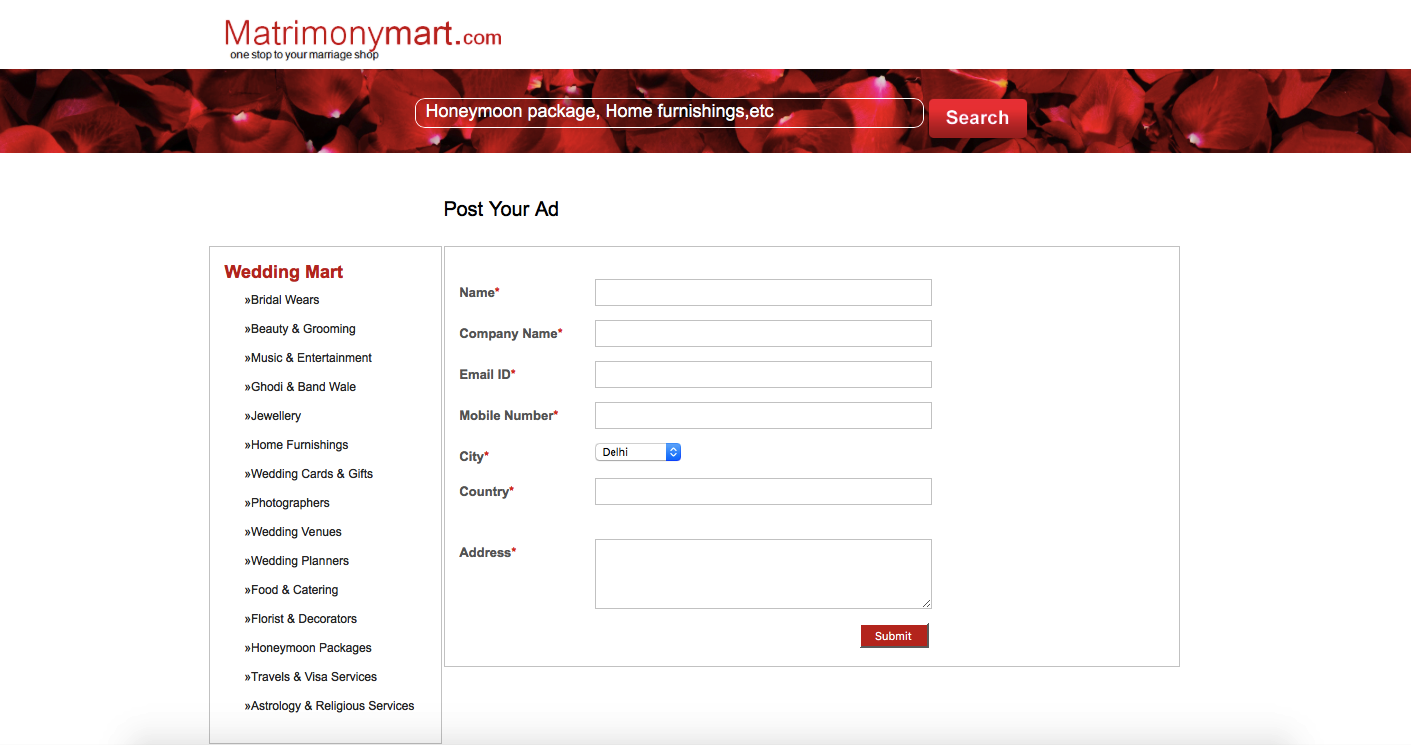 Matrimonymart.com
one stop to your marriage shop
Honeymoon package, Home furnishings,etc
Search
Post Your Ad
Wedding Mart
»Bridal Wears
»Beauty & Grooming
»Music & Entertainment
»Ghodi & Band Wale
»Jewellery
»Home Furnishings
»Wedding Cards & Gifts
»Photographers
»Wedding Venues
»Wedding Planners
»Food & Catering
»Florist & Decorators
»Honeymoon Packages
»Travels & Visa Services
»Astrology & Religious Services
Name*
Company Name*
Email ID*
Mobile Number*
City*
Delhi
Country*
Address*
Submit